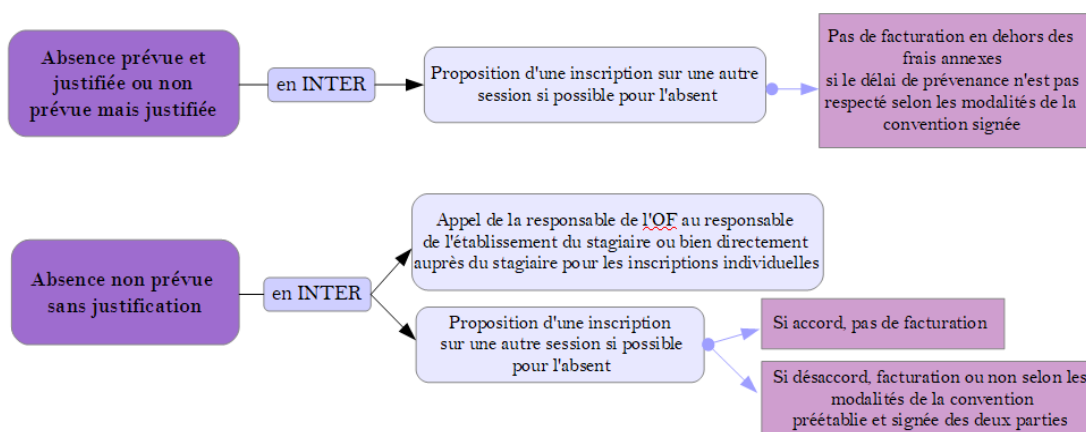 Absence prévue et
justifiée ou non
prévue mais justifiée
en INTER
Proposition d'une inscription sur une autre
session si possible pour l'absent
Pas de facturation en dehors des
frais annexes
si le délai de prévenance n'est pas
respecté selon les modalités de la
convention signée
Absence non prévue
sans justification
en INTER
Appel de la responsable de l'OF au responsable
de l'établissement du stagiaire ou bien directement
auprès du stagiaire pour les inscriptions individuelles
Proposition d'une inscription
sur une autre session si possible
pour l'absent
Si accord, pas de facturation
Si désaccord, facturation ou non selon les
modalités de la convention
préétablie et signée des deux parties